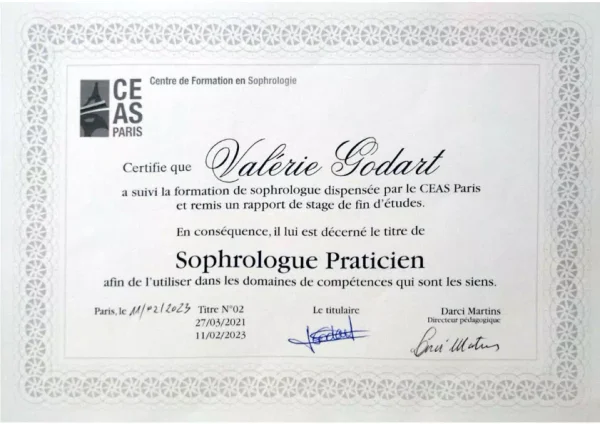 CE
AS
PARIS
Centre de Formation en Sophrologie
Certifie que Valérie Godart
a suivi la formation de sophrologue dispensée par le CEAS Paris
et remis un rapport de stage de fin d'études.
En conséquence, il lui est décerné le titre de
Sophrologue Praticien
afin de l'utiliser dans les domaines de compétences qui sont les siens.
Paris, le 11/02/2023 Titre N°02 Le titulaire Darci Martins
27/03/2021 Directeur pédagogique
11/02/2023
Godart Darci Martins